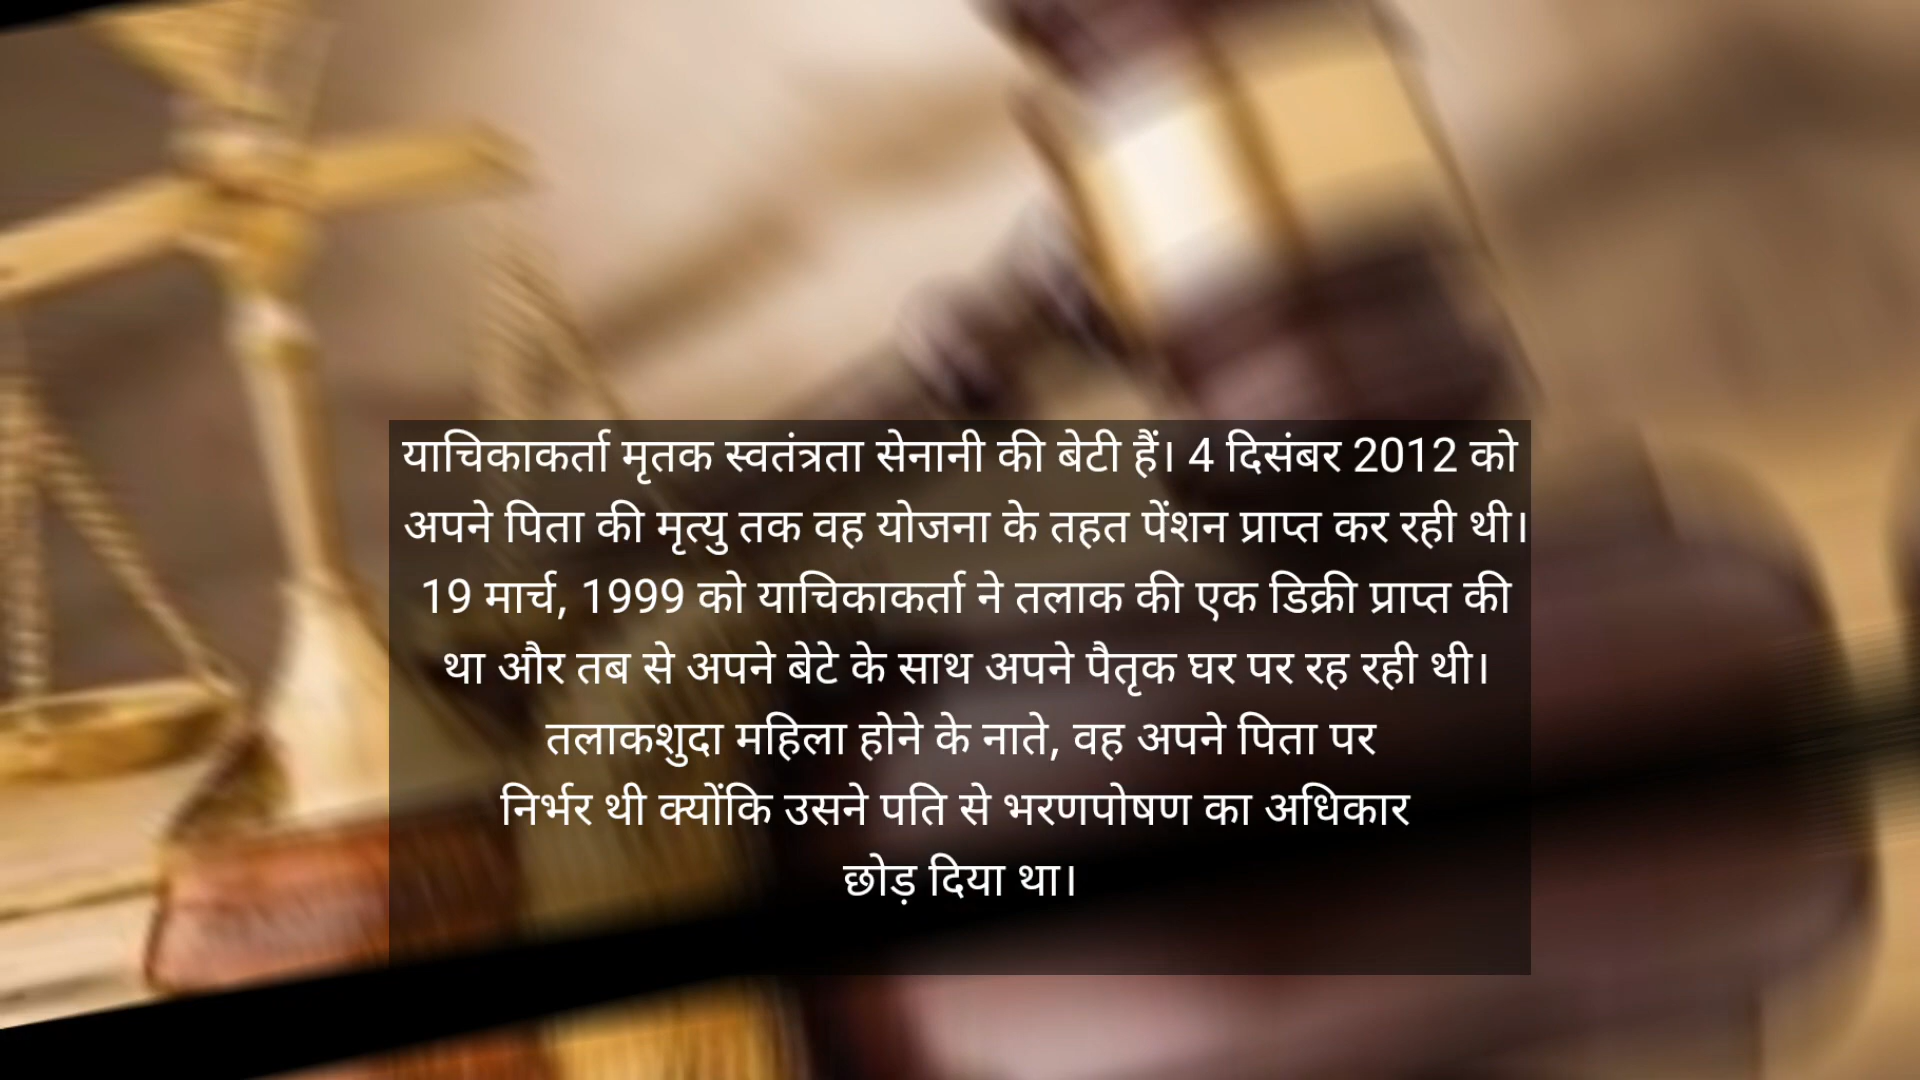 याचिकाकर्ता मृतक स्वतंत्रता सेनानी की बेटी हैं। 4 दिसंबर 2012 को
अपने पिता की मृत्यु तक वह योजना के तहत पेंशन प्राप्त कर रही थी।
19 मार्च, 1999 को याचिकाकर्ता ने तलाक की एक डिक्री प्राप्त की
था और तब से अपने बेटे के साथ अपने पैतृक घर पर रह रही थी।
तलाकशुदा महिला होने के नाते, वह अपने पिता पर
निर्भर थी क्योंकि उसने पति से भरणपोषण का अधिकार
छोड़ दिया था।